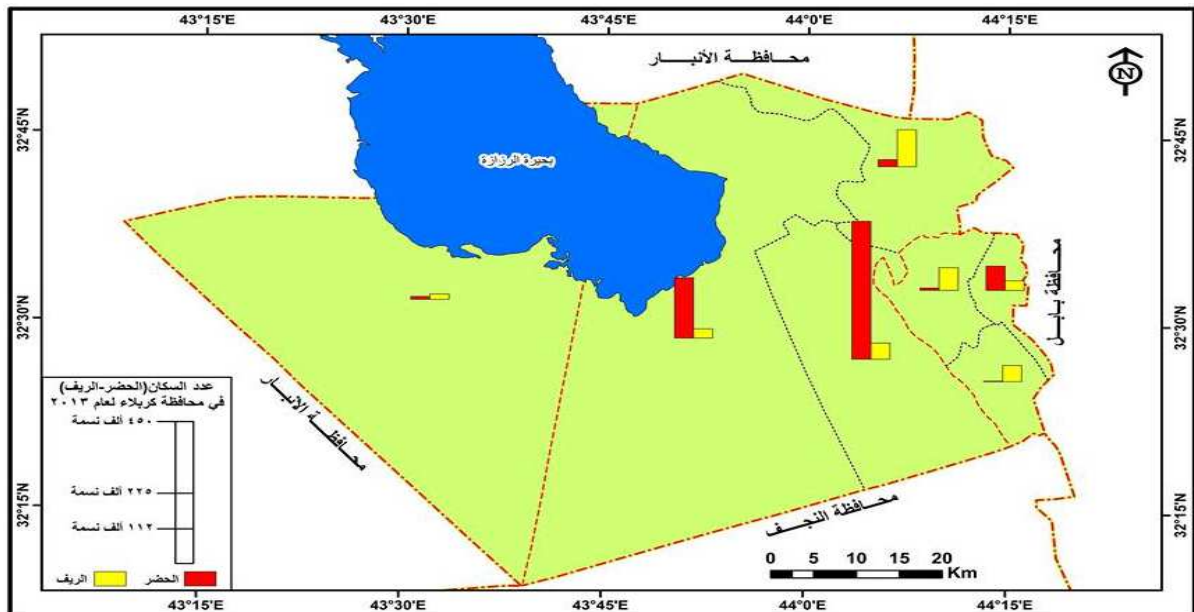 43°15'E 43°30'E 43°45'E 44°0'E 44°15'E
محافظة الأنبار
N
32°45'N 32°45'N
بحيرة الرزازة
محافظة بابل
32°30'N 32°30'N
محافظة الأنبار
عدد السكان(الحضر-الريف)
في محافظة كربلاء لعام ٢٠١٣
٤٥٠ ألف نسمة
٢٢٥ ألف نسمة
١١٢ ألف نسمة
الحضر الريف
32°15'N 32°15'N
محافظة النجف
0 5 10 15 20
Km
43°15'E 43°30'E 43°45'E 44°0'E 44°15'E